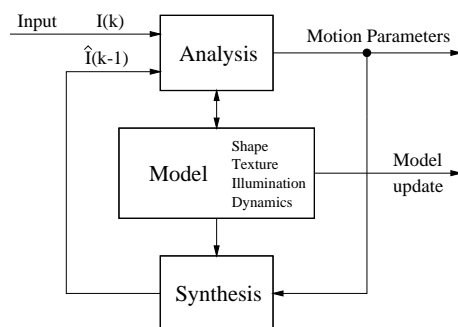 Input I(k)
Î(k-1)
Analysis
Motion Parameters
Model
Shape
Texture
Illumination
Dynamics
Model
update
Synthesis